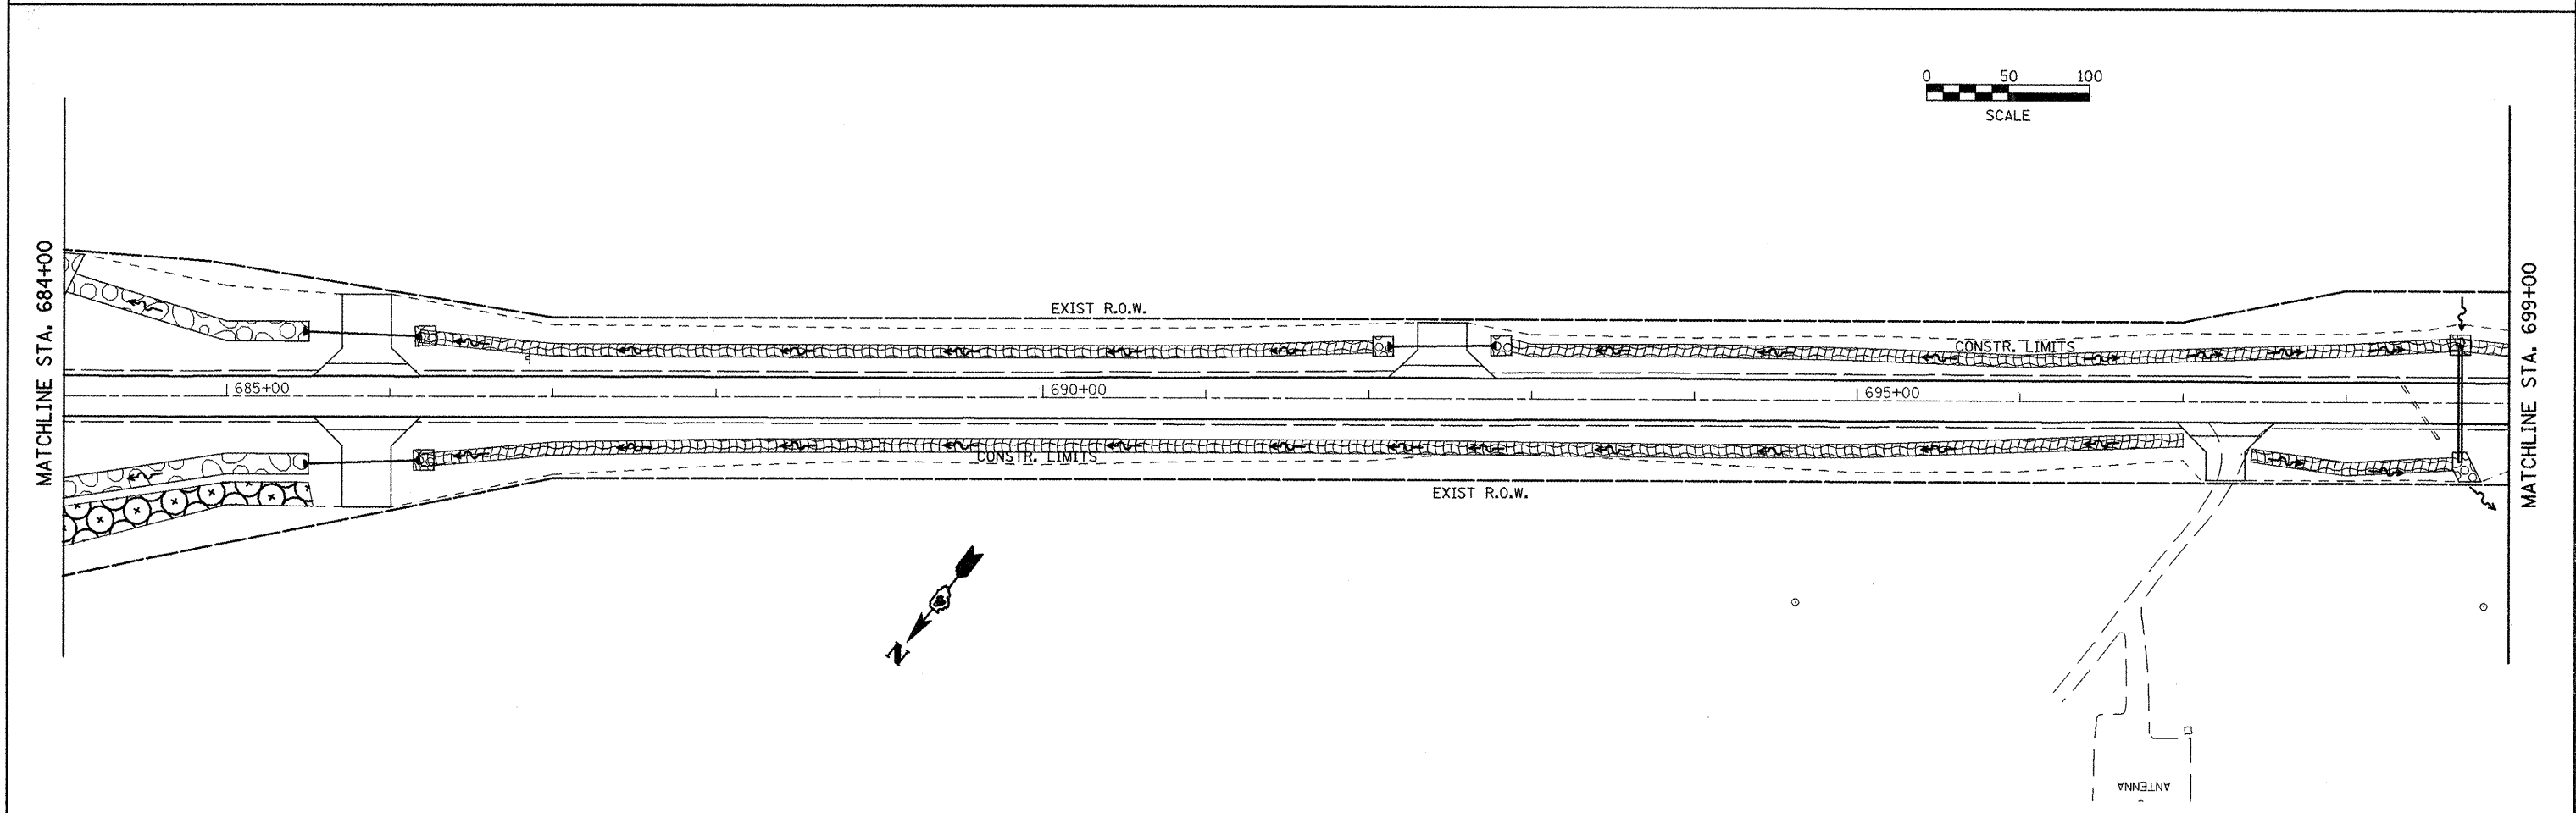 0 50 100
SCALE
MATCHLINE STA. 684+00
MATCHLINE STA. 699+00
EXIST R.O.W.
CONSTR. LIMITS
685+00
690+00
695+00
CONSTR. LIMITS
EXIST R.O.W.
N
ANTENNA